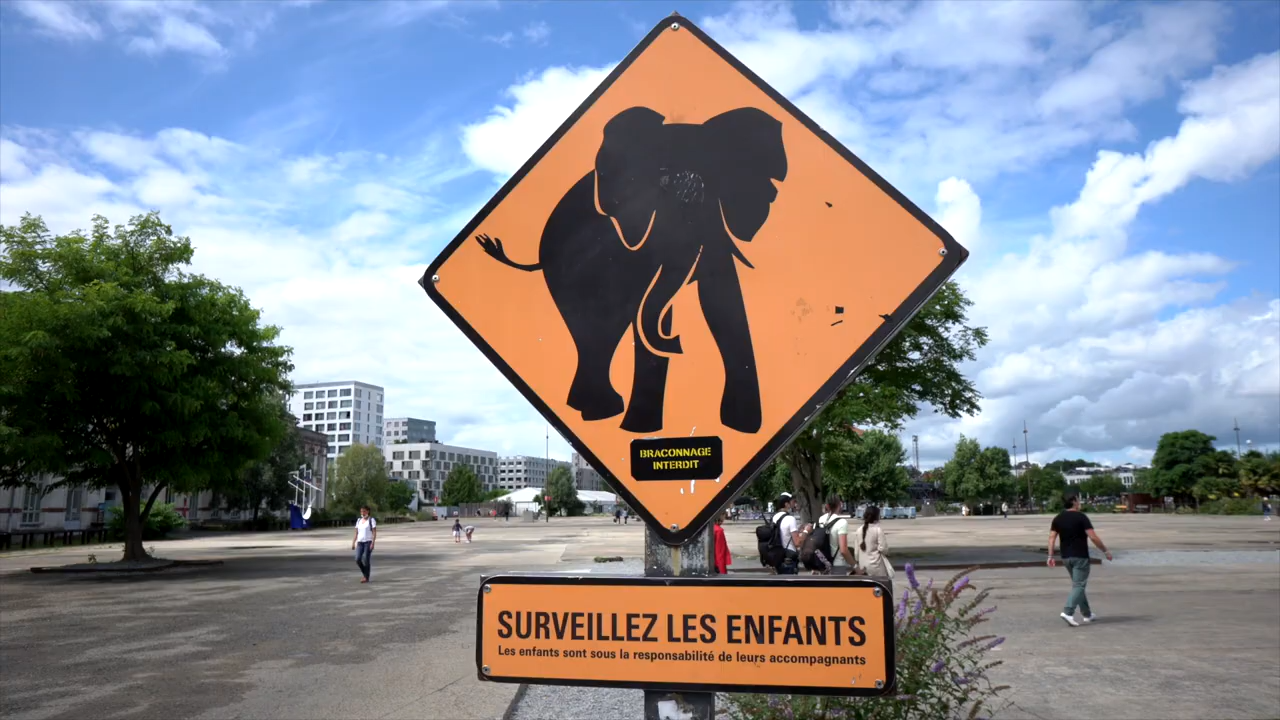 BRACONNAGE
INTERDIT
SURVEILLEZ LES ENFANTS
Les enfants sont sous la responsabilité de leurs accompagnants